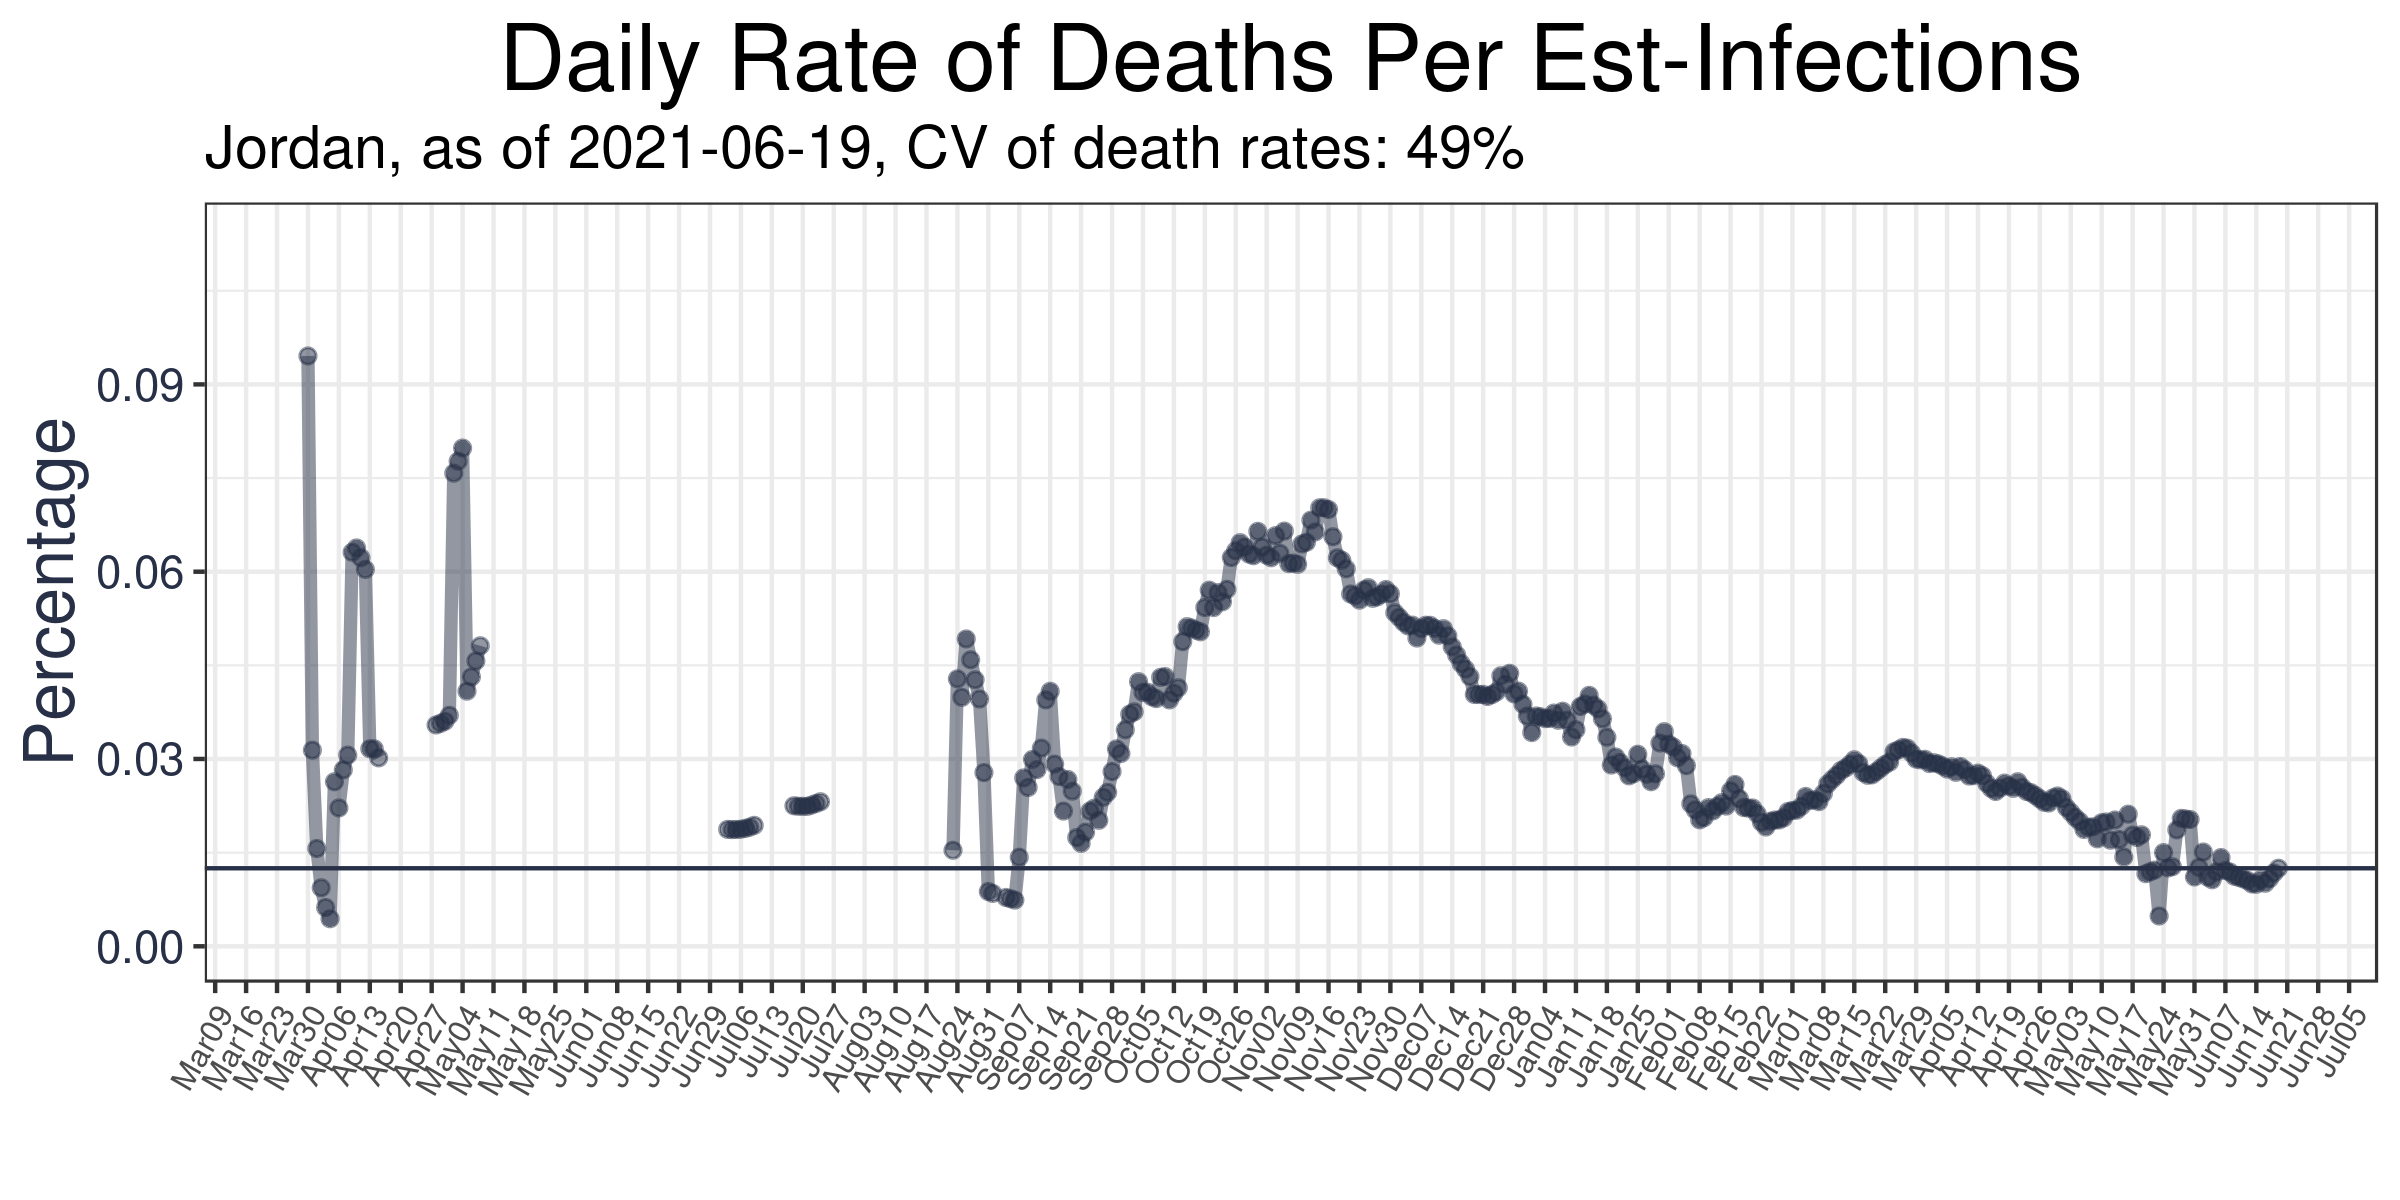 Daily Rate of Deaths Per Est-Infections
Jordan, as of 2021-06-19, CV of death rates: 49%
Percentage
0.09
0.06
0.03
0.00
Mar09
Mar16
Mar23
Mar30
Apr06
Apr13
Apr20
Apr27
May04
May11
May18
May25
Jun01
Jun08
Jun15
Jun22
Jun29
Jul06
Jul13
Jul20
Jul27
Aug03
Aug10
Aug17
Aug24
Aug31
Sep07
Sep14
Sep21
Sep28
Oct05
Oct12
Oct19
Oct26
Nov02
Nov09
Nov16
Nov23
Nov30
Dec07
Dec14
Dec21
Dec28
Jan04
Jan11
Jan18
Jan25
Feb01
Feb08
Feb15
Feb22
Mar01
Mar08
Mar15
Mar22
Mar29
Apr05
Apr12
Apr19
Apr26
May03
May10
May17
May24
May31
Jun07
Jun14
Jun21
Jun28
Jul05